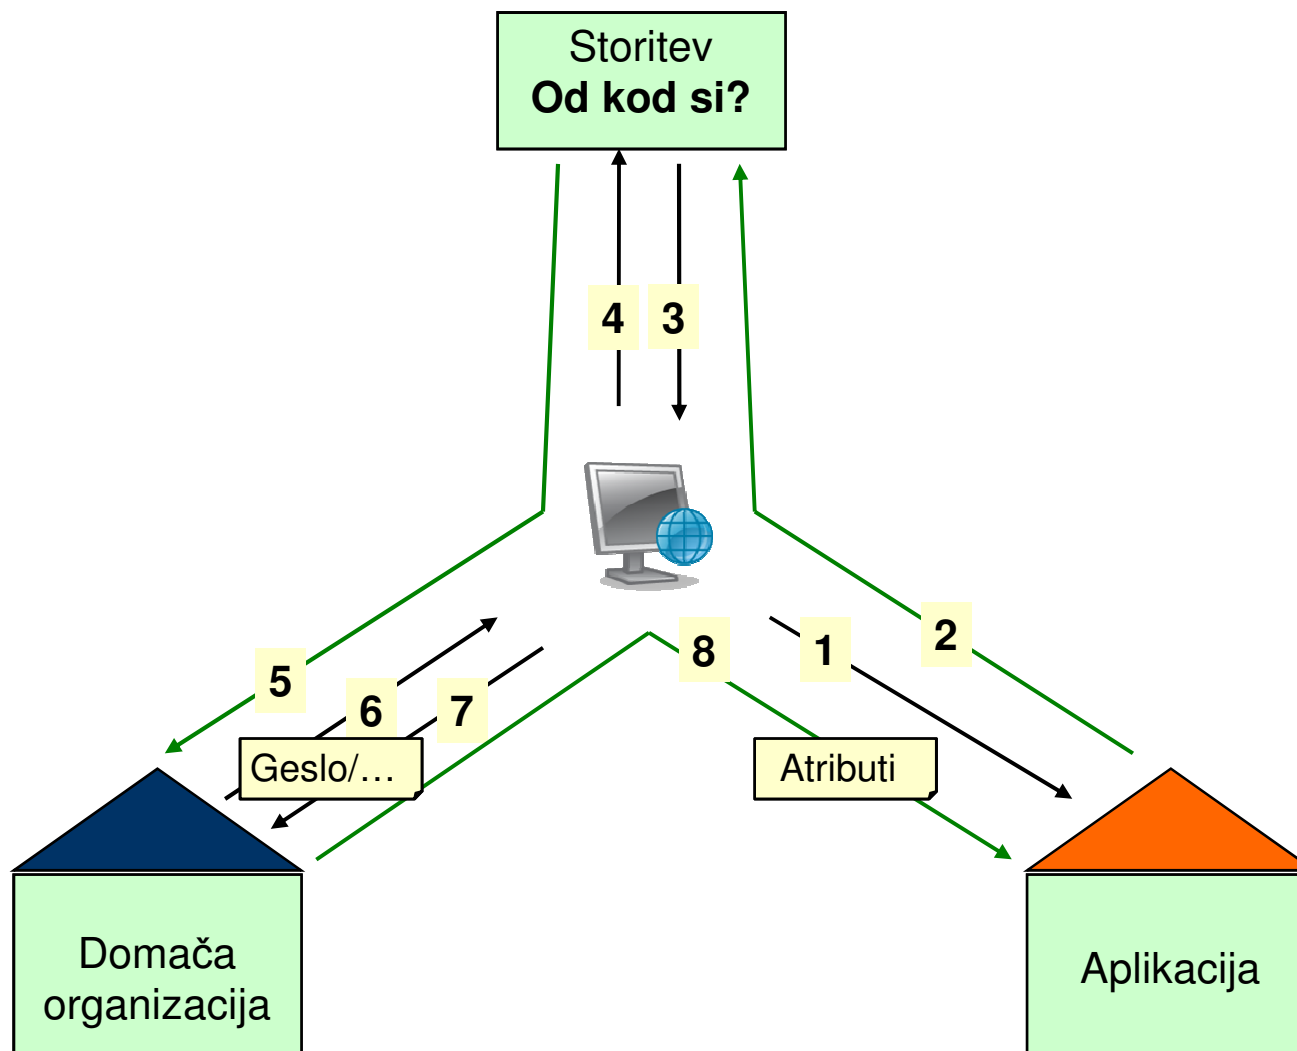 Storitev
Od kod si?
4
3
2
8
1
5
6
7
Geslo/…
Atributi
Domača
organizacija
Aplikacija